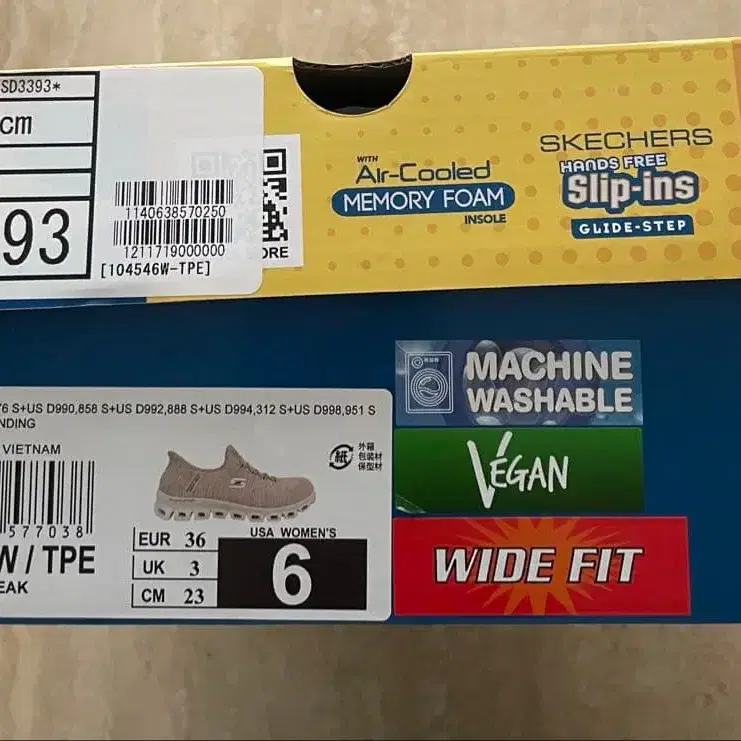 SD3393*
cm
93
1140638570250
1211719000000
[104546W-TPE]
ORE
WITH
Air-Cooled
MEMORY FOAM
INSOLE
SKECHERS
HANDS FREE
Slip-ins
GLIDE-STEP
MACHINE
WASHABLE
VEGAN
WIDE FIT
76 S+US D990,858 S+US D992,888 S+US D994,312 S+US D998,951 S
NDING
VIETNAM
577038
W / TPE
EAK
紙
外箱
包装材
保型材
EUR 36
UK 3
CM 23
USA WOMEN'S
6